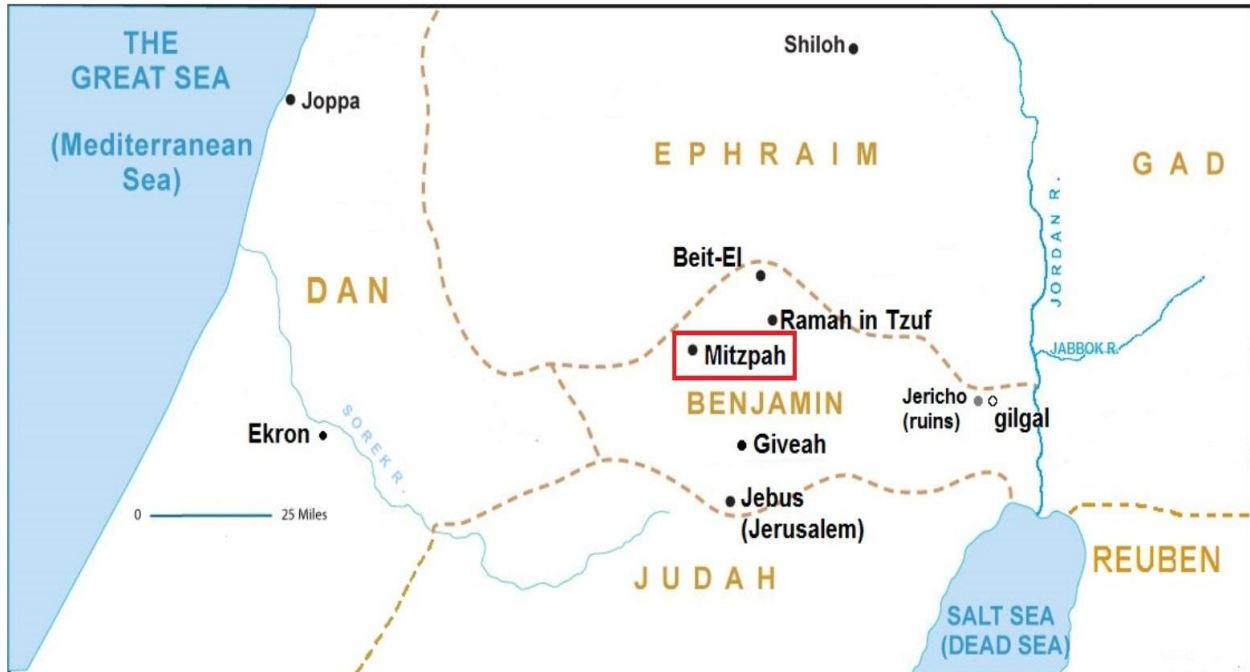 THE
GREAT SEA
(Mediterranean
Sea)
Shiloh
Joppa
EPHRAIM
GAD
JORDAN R.
Beit-El
DAN
Ramah in Tzuf
Mitzpah
JABBOK R.
BENJAMIN
Jericho
(ruins)
gilgal
Ekron
SOREK R.
Giveah
0 25 Miles
Jebus
(Jerusalem)
JUDAH
REUBEN
SALT SEA
(DEAD SEA)